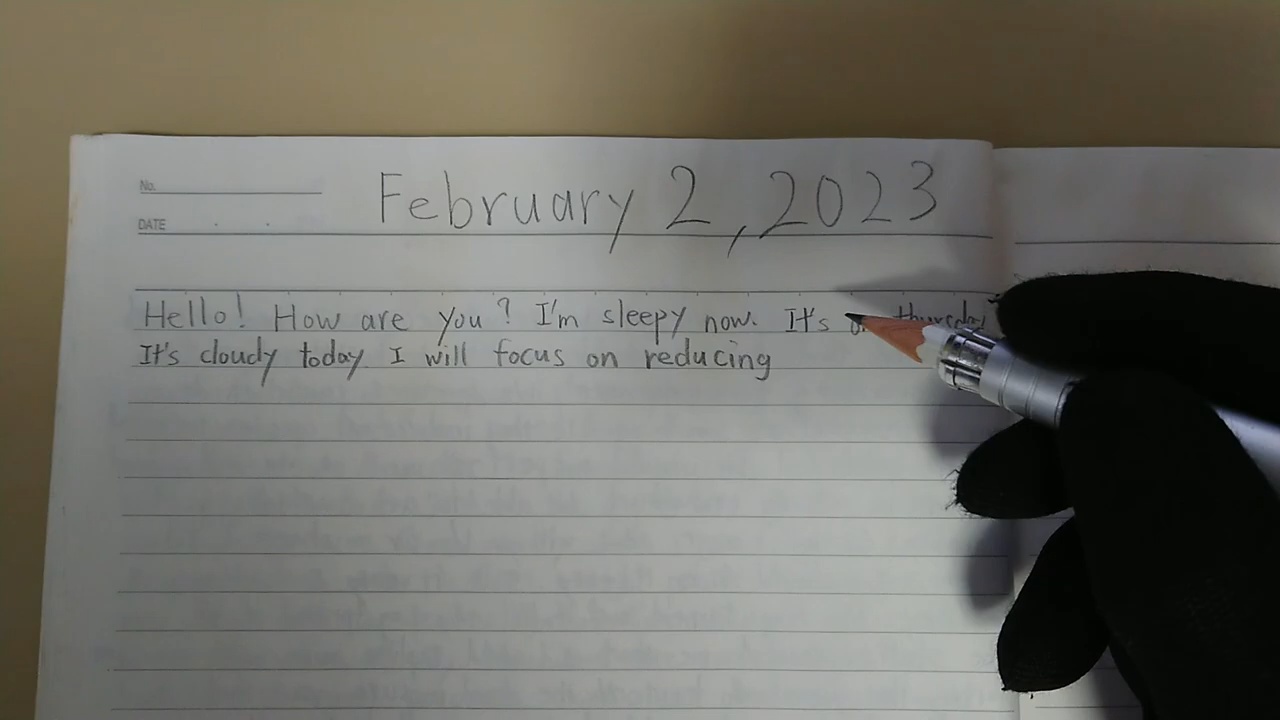 No.
DATE
February 2, 2023
Hello! How are you? I'm sleepy now. It's thursday
It's cloudy today I will focus on reducing